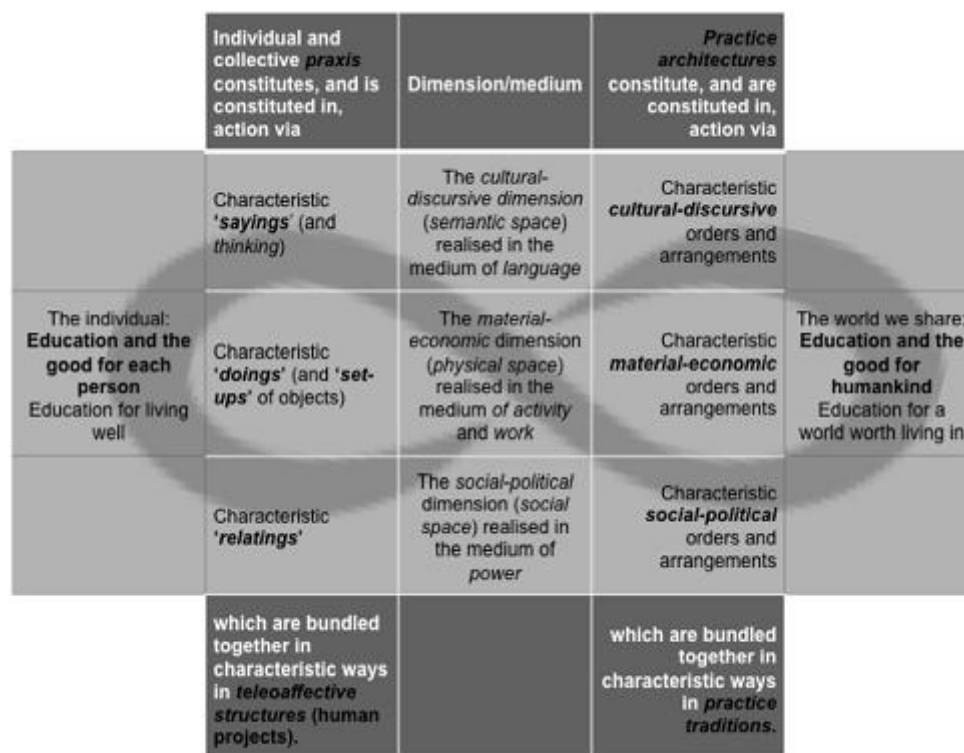 Individual and
collective praxis
constitutes, and is
constituted in,
action via
Dimension/medium
Practice
architectures
constitute, and are
constituted in,
action via
Characteristic
‘sayings’ (and
thinking)
The cultural-
discursive dimension
(semantic space)
realised in the
medium of language
Characteristic
cultural-discursive
orders and
arrangements
The individual:
Education and the
good for each
person
Education for living
well
Characteristic
‘doings’ (and ‘set-
ups’ of objects)
The material-
economic dimension
(physical space)
realised in the
medium of activity
and work
Characteristic
material-economic
orders and
arrangements
The world we share:
Education and the
good for
humankind
Education for a
world worth living in
Characteristic
‘relatings’
The social-political
dimension (social
space) realised in
the medium of
power
Characteristic
social-political
orders and
arrangements
which are bundled
together in
characteristic ways
in teleoaffective
structures (human
projects).
which are bundled
together in
characteristic ways
in practice
traditions.